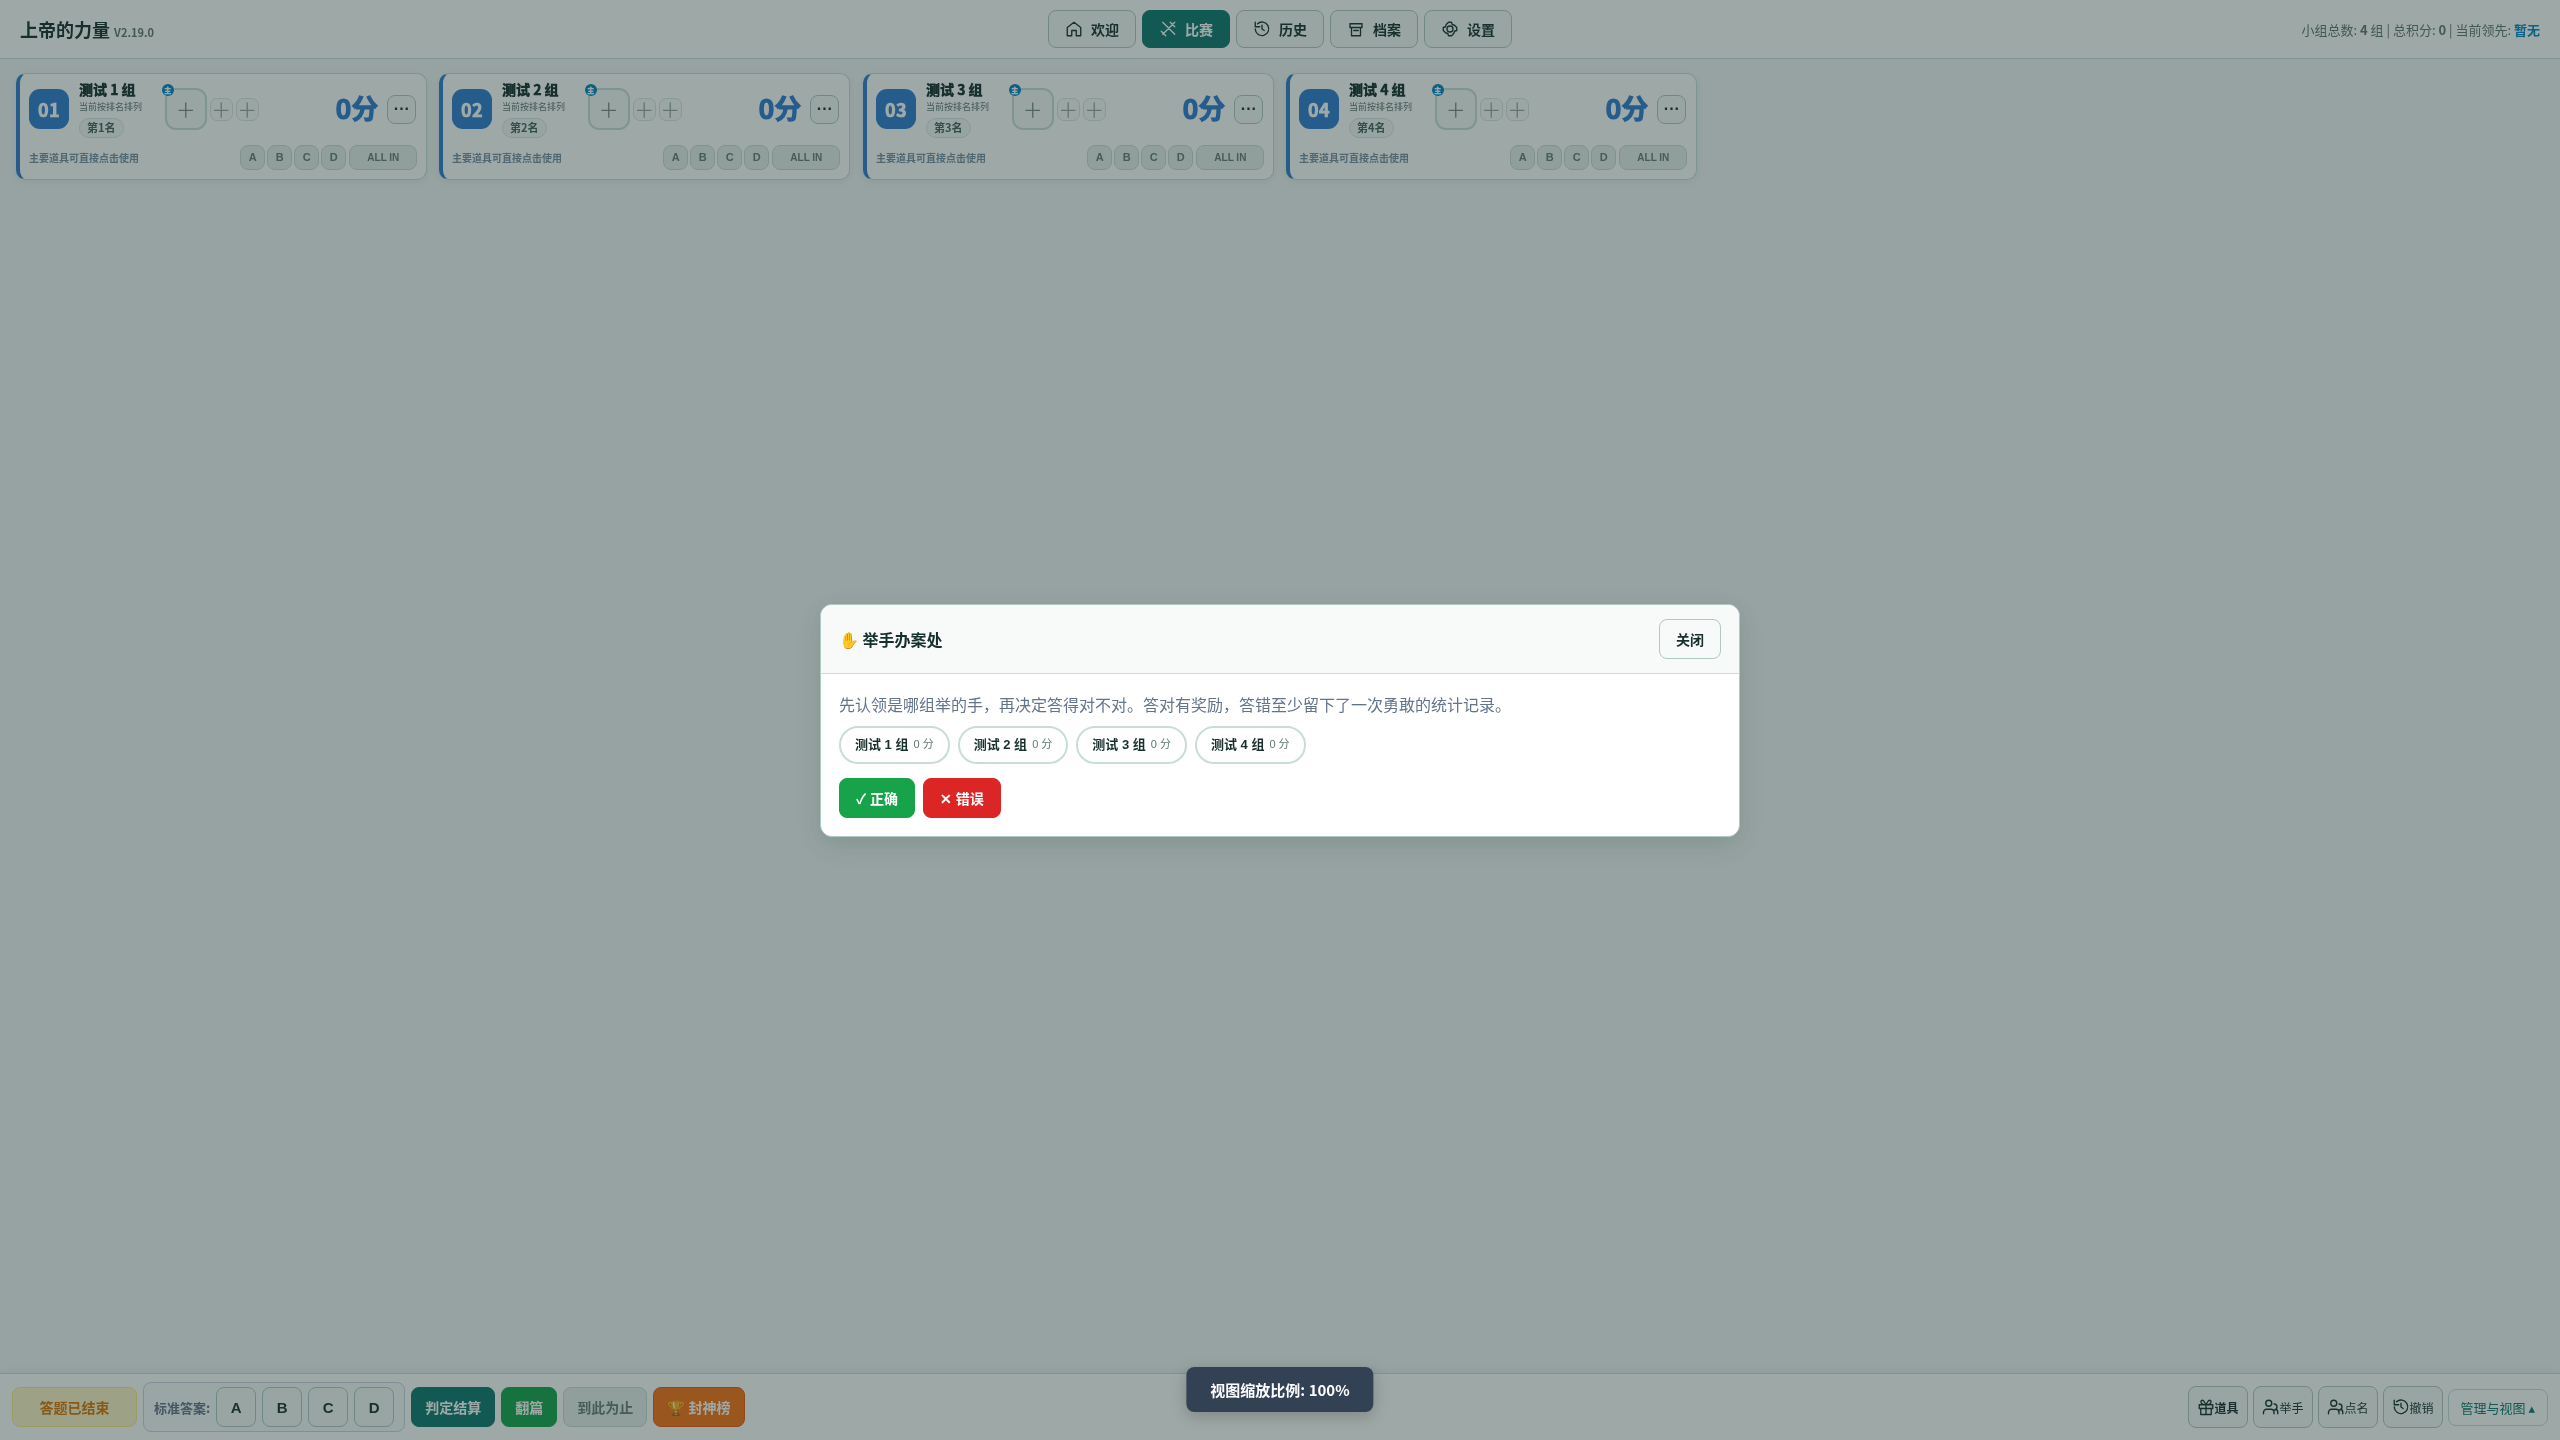 上帝的力量 V2.19.0
欢迎 比赛 历史 档案 设置
小组总数: 4 组 | 总积分: 0 | 当前领先: 暂无
01 测试 1 组 当前按排名排列 第1名 主 0分 ...
主要道具可直接点击使用 A B C D ALL IN
02 测试 2 组 当前按排名排列 第2名 主 0分 ...
主要道具可直接点击使用 A B C D ALL IN
03 测试 3 组 当前按排名排列 第3名 主 0分 ...
主要道具可直接点击使用 A B C D ALL IN
04 测试 4 组 当前按排名排列 第4名 主 0分 ...
主要道具可直接点击使用 A B C D ALL IN
✋ 举手办案处 关闭
先认领是哪组举的手，再决定答得对不对。答对有奖励，答错至少留下了一次勇敢的统计记录。
测试 1 组 0 分 测试 2 组 0 分 测试 3 组 0 分 测试 4 组 0 分
✓ 正确 ✕ 错误
视图缩放比例: 100%
答题已结束 标准答案: A B C D 判定结算 翻篇 到此为止 🏆 封神榜 道具 举手 点名 撤销 管理与视图 ▴